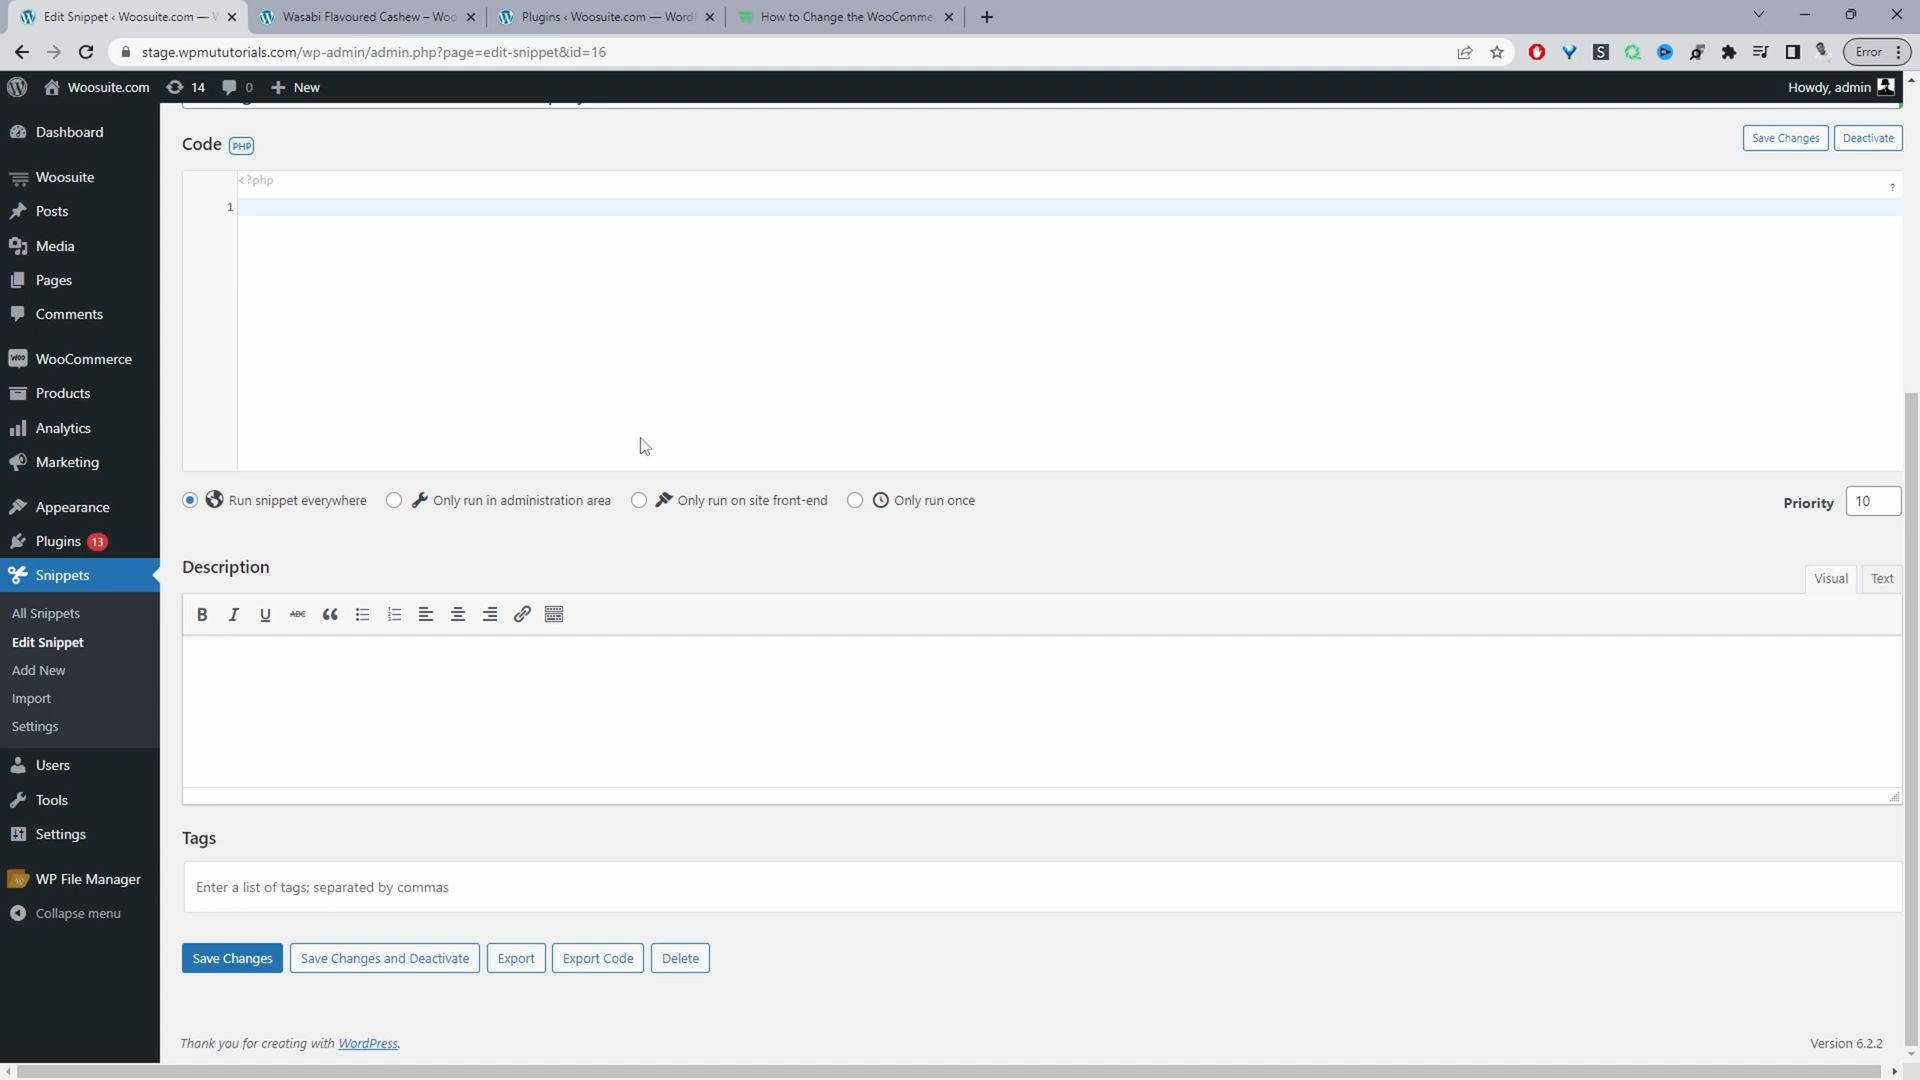 Edit Snippet ‹ Woosuite.com —
Wasabi Flavoured Cashew – Woo
Plugins ‹ Woosuite.com — Word
How to Change the WooComme
stage.wpmututorials.com/wp-admin/admin.php?page=edit-snippet&id=16
Error
Woosuite.com
14
0
New
Howdy, admin
Dashboard
Woosuite
Posts
Media
Pages
Comments
WooCommerce
Products
Analytics
Marketing
Appearance
Plugins 13
Snippets
All Snippets
Edit Snippet
Add New
Import
Settings
Users
Tools
Settings
WP File Manager
Collapse menu
Code PHP
Save Changes
Deactivate
<?php
?
1
Run snippet everywhere
Only run in administration area
Only run on site front-end
Only run once
Priority 10
Description
Visual
Text
B I U ABC
Tags
Enter a list of tags; separated by commas
Save Changes
Save Changes and Deactivate
Export
Export Code
Delete
Thank you for creating with WordPress.
Version 6.2.2